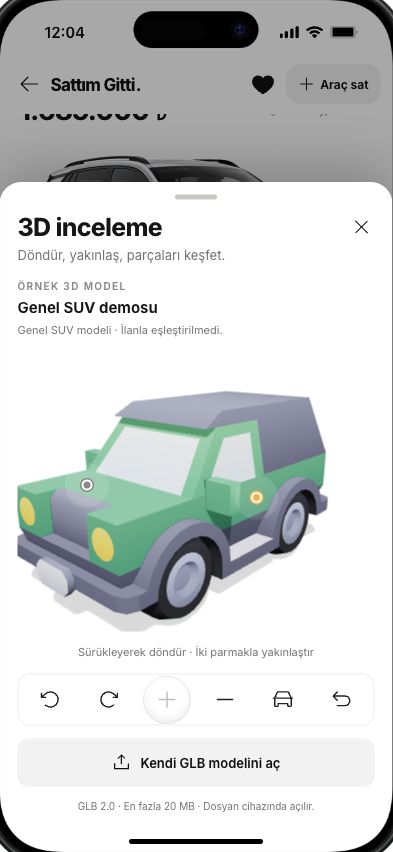 12:04
Sattım Gitti.
Araç sat
3D inceleme
Döndür, yakınlaş, parçaları keşfet.
ÖRNEK 3D MODEL
Genel SUV demosu
Genel SUV modeli · İlanla eşleştirilmedi.
Sürükleyerek döndür · İki parmakla yakınlaştır
Kendi GLB modelini aç
GLB 2.0 · En fazla 20 MB · Dosyan cihazında açılır.